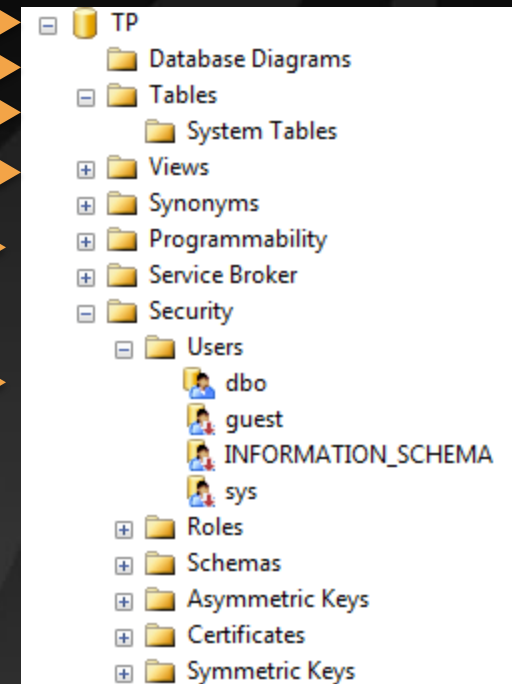 TP
Database Diagrams
Tables
System Tables
Views
Synonyms
Programmability
Service Broker
Security
Users
dbo
guest
INFORMATION_SCHEMA
sys
Roles
Schemas
Asymmetric Keys
Certificates
Symmetric Keys